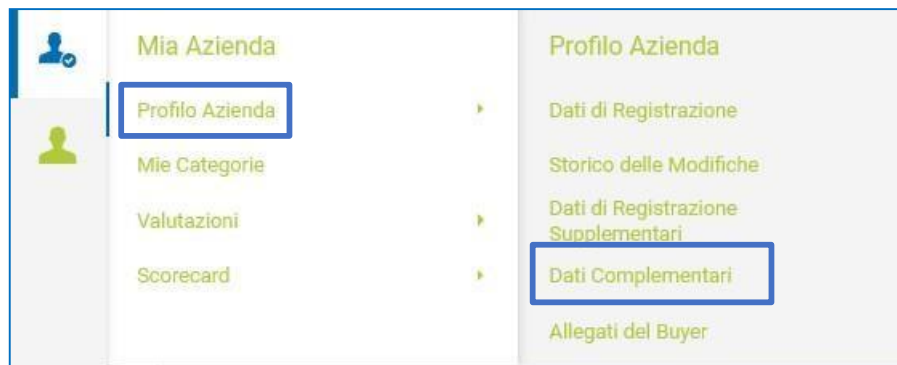 Mia Azienda
Profilo Azienda
Mie Categorie
Valutazioni
Scorecard
Profilo Azienda
Dati di Registrazione
Storico delle Modifiche
Dati di Registrazione
Supplementari
Dati Complementari
Allegati del Buyer